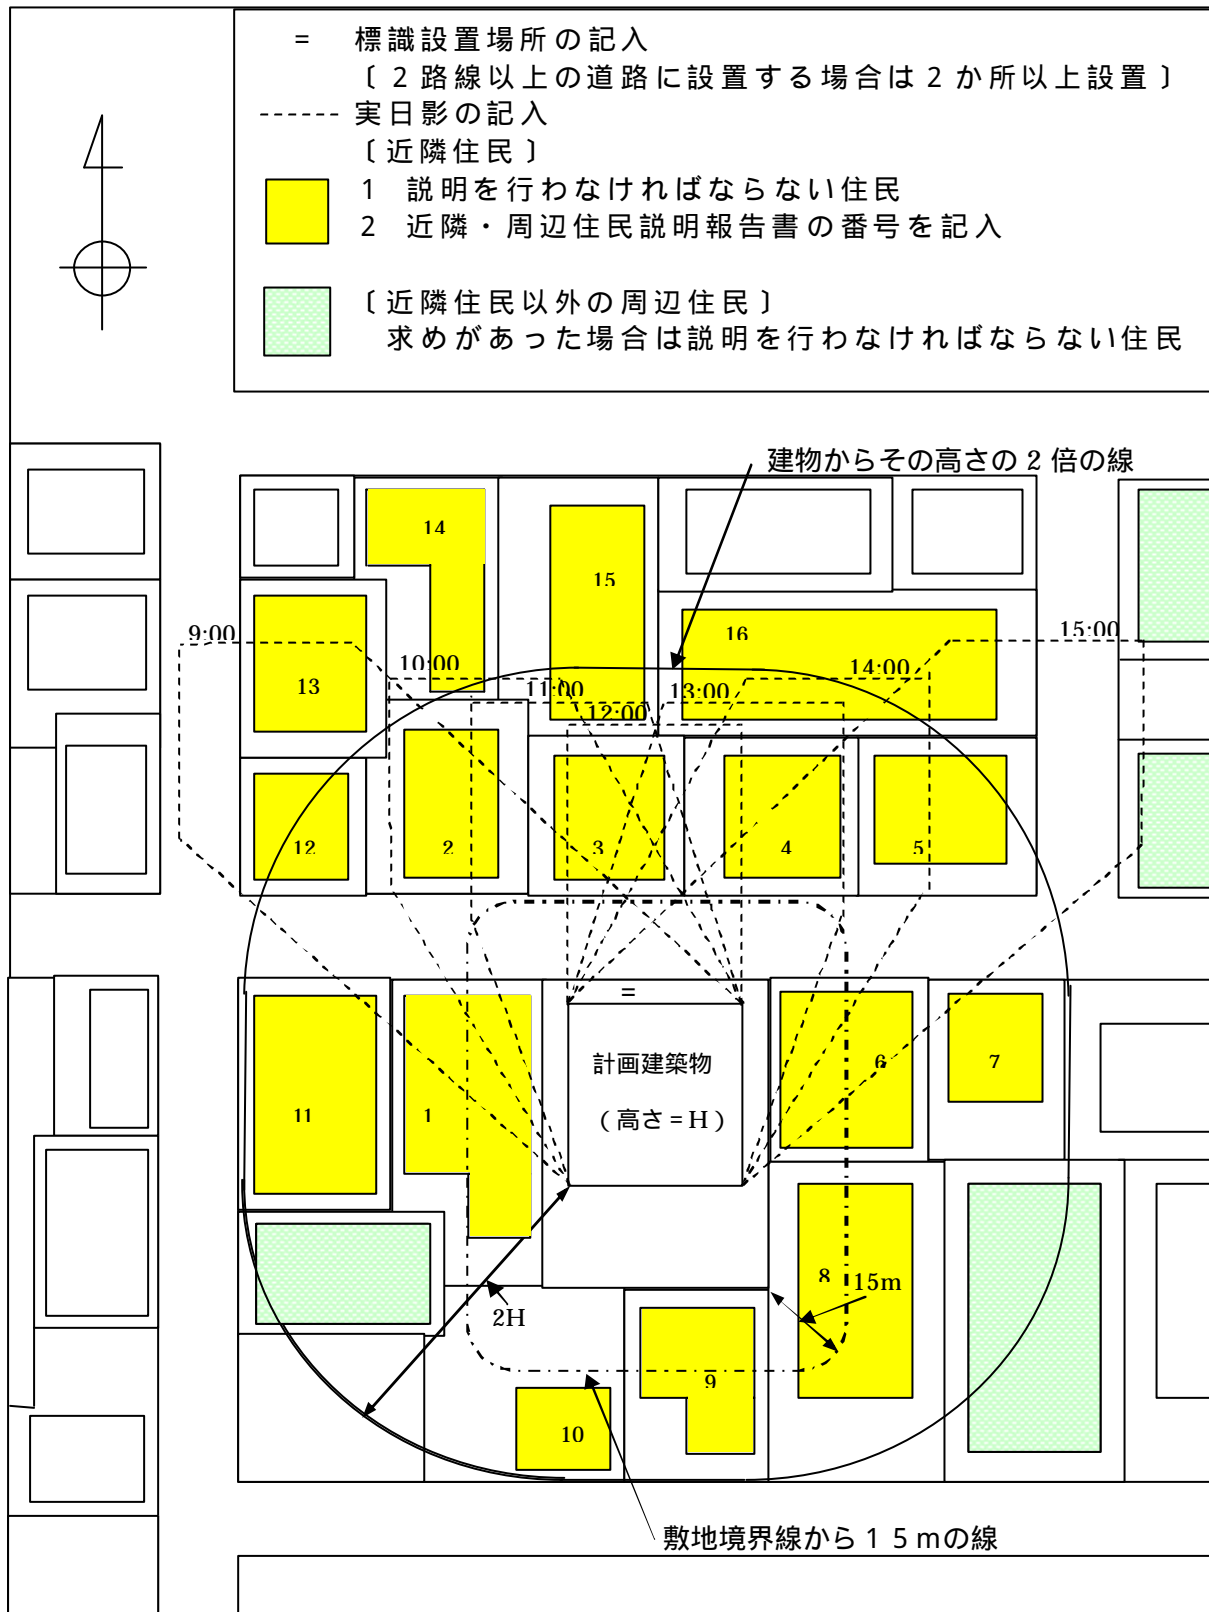 = 標識設置場所の記入
〔２路線以上の道路に設置する場合は２か所以上設置〕
------ 実日影の記入
〔近隣住民〕
1 説明を行わなければならない住民
2 近隣・周辺住民説明報告書の番号を記入
〔近隣住民以外の周辺住民〕
求めがあった場合は説明を行わなければならない住民
建物からその高さの 2 倍の線
14
15
16
9:00
10:00
11:00
12:00
13:00
14:00
15:00
13
12
2
3
4
5
=
計画建築物
（高さ=H）
11
1
6
7
8
15m
2H
9
10
敷地境界線から１５mの線